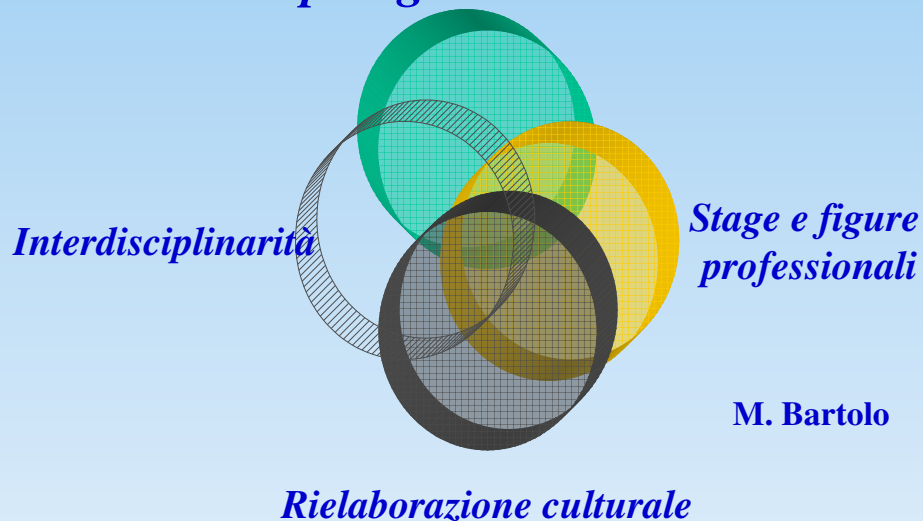 Interdisciplinarità
Stage e figure
professionali
M. Bartolo
Rielaborazione culturale